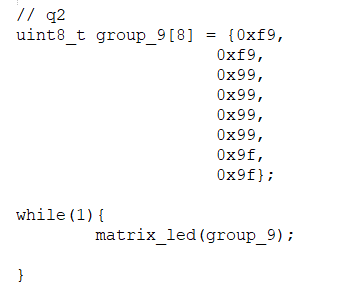 // q2
uint8_t group_9[8] = {0xf9,
0xf9,
0x99,
0x99,
0x99,
0x99,
0x9f,
0x9f};
while(1){
matrix_led(group_9);
}